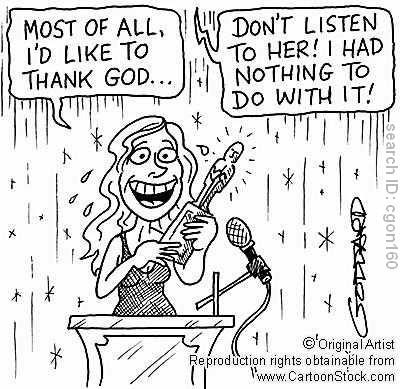 MOST OF ALL,
I'D LIKE TO
THANK GOD...
DON'T LISTEN
TO HER! I HAD
NOTHING TO
DO WITH IT!
search ID: cgon160
© Original Artist
Reproduction rights obtainable from
www.CartoonStock.com